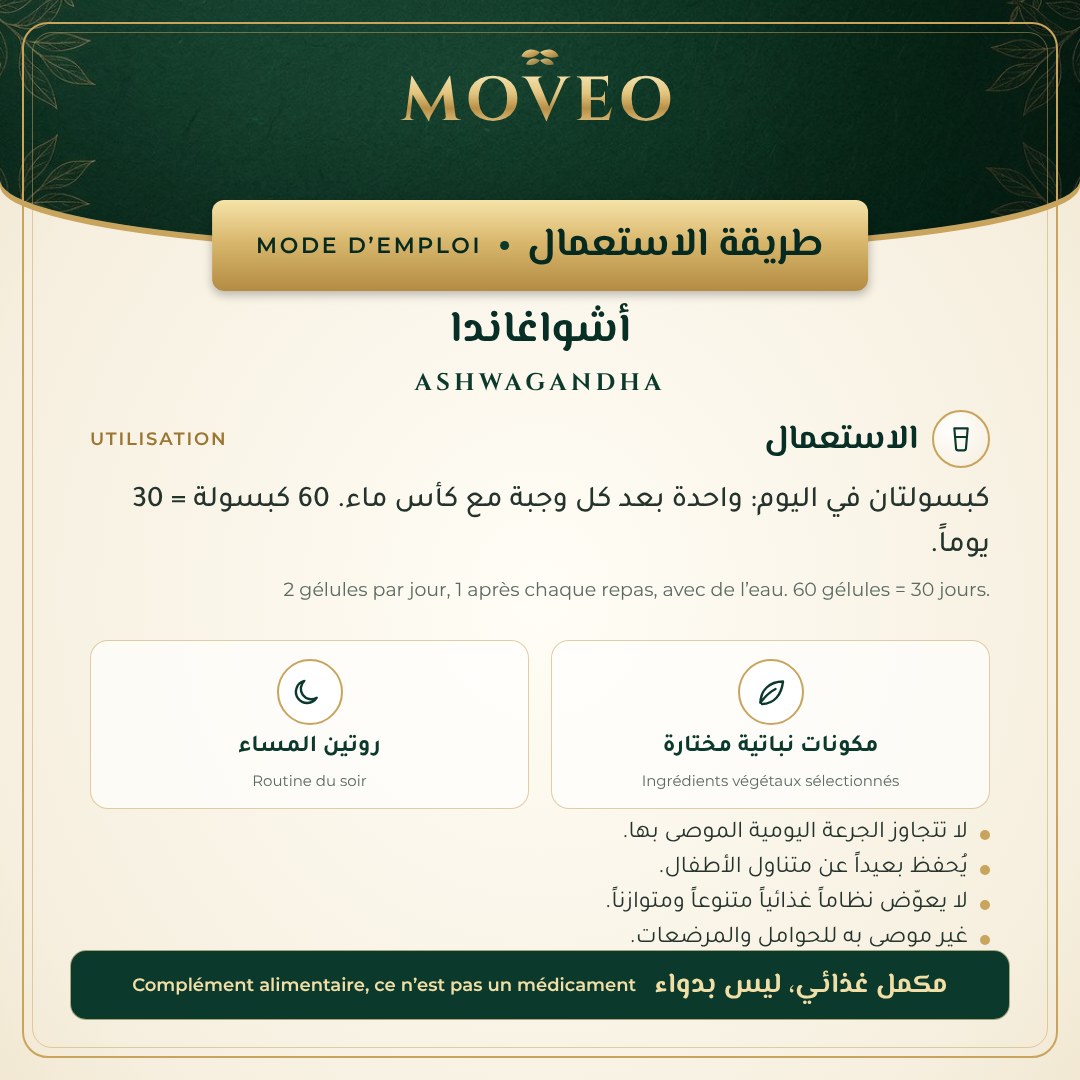 MOVEO
طريقة الاستعمال • MODE D’EMPLOI
أشواغاندا
ASHWAGANDHA
الاستعمال
UTILISATION
كبسولتان في اليوم: واحدة بعد كل وجبة مع كأس ماء. 60 كبسولة = 30
يوماً.
2 gélules par jour, 1 après chaque repas, avec de l’eau. 60 gélules = 30 jours.
مكونات نباتية مختارة
Ingrédients végétaux sélectionnés
روتين المساء
Routine du soir
لا تتجاوز الجرعة اليومية الموصى بها.
يُحفظ بعيداً عن متناول الأطفال.
لا يعوّض نظاماً غذائياً متنوعاً ومتوازناً.
غير موصى به للحوامل والمرضعات.
مكمل غذائي، ليس بدواء Complément alimentaire, ce n’est pas un médicament